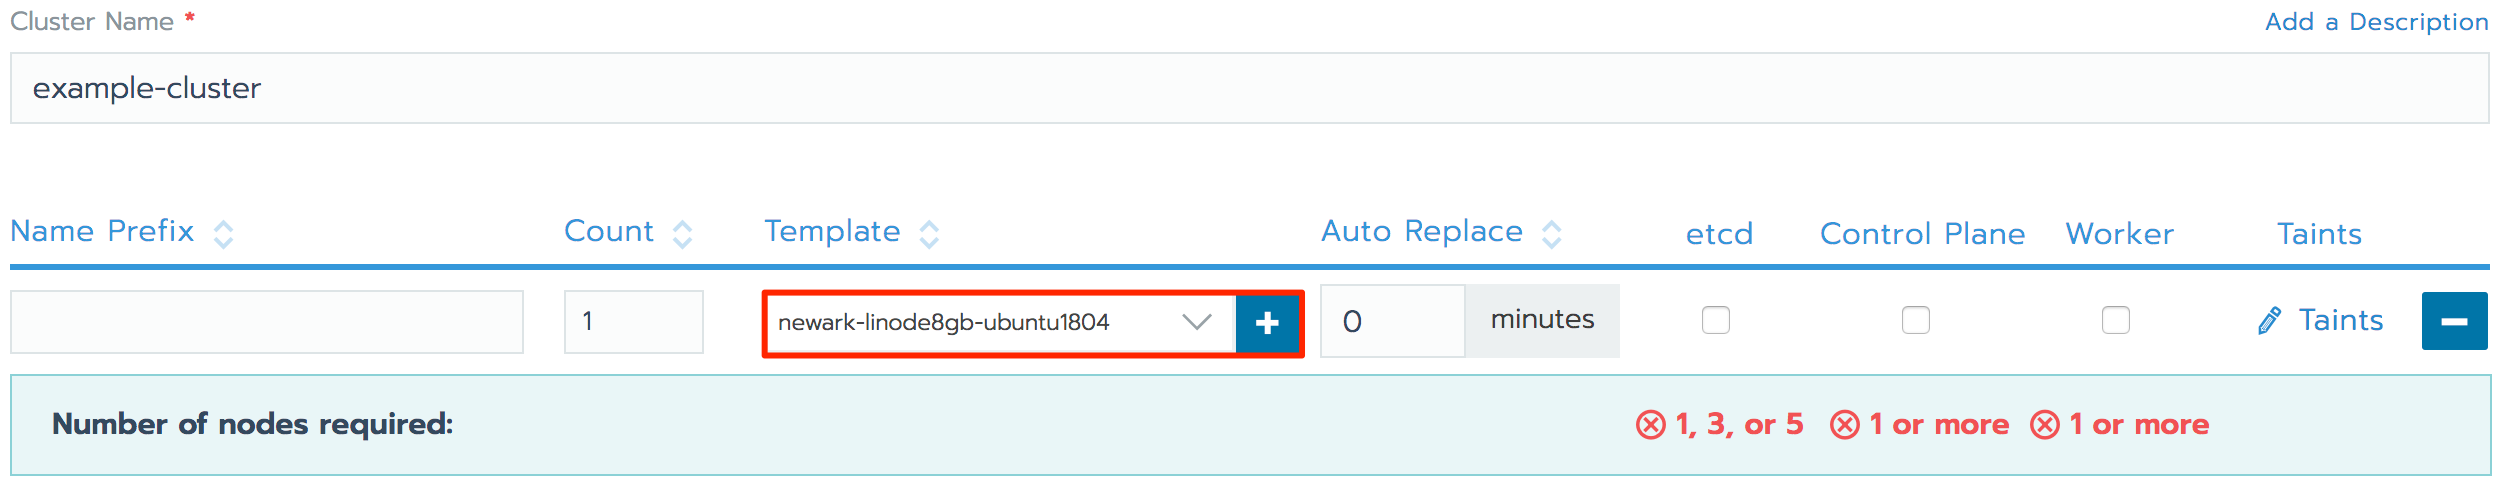 Cluster Name * Add a Description
example-cluster
Name Prefix Count Template Auto Replace etcd Control Plane Worker Taints
1 newark-linode8gb-ubuntu1804 + 0 minutes Taints −
Number of nodes required: 1, 3, or 5 1 or more 1 or more